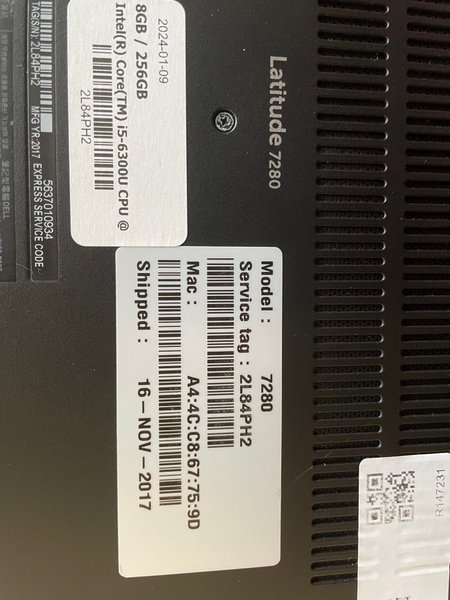 Latitude 7280
2024-01-09
8GB / 256GB
Intel(R) Core(TM) i5-6300U CPU @
2L84PH2
TAG(S/N): 2L84PH2
MFG YR:2017
5637010934
EXPRESS SERVICE CODE
DELL
Model : 7280
Service tag : 2L84PH2
Mac : A4:4C:C8:67:75:9D
Shipped : 16-NOV-2017
R147231